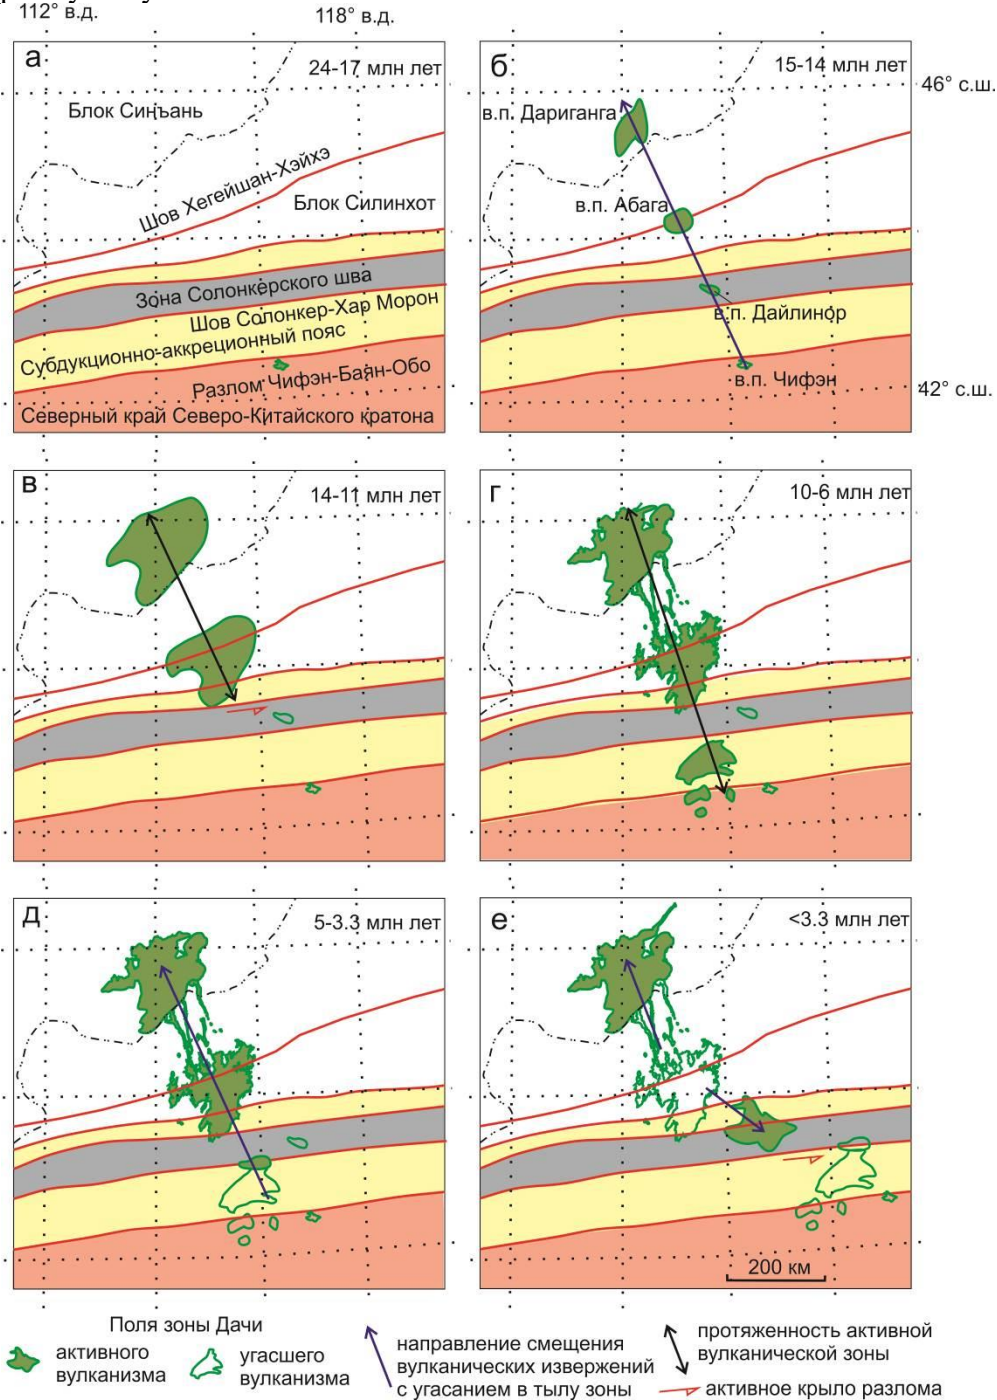 112° в.д.
118° в.д.
а
24-17 млн лет
Блок Синъань
Шов Хегейшан-Хэйхэ
Блок Силинхот
Зона Солонкерского шва
Шов Солонкер-Хар Морон
Субдукционно-аккреционный пояс
Разлом Чифэн-Баян-Обо
Северный край Северо-Китайского кратона
б
15-14 млн лет
46° с.ш.
в.п. Дариганга
в.п. Абага
в.п. Дайлинор
в.п. Чифэн
42° с.ш.
в
14-11 млн лет
г
10-6 млн лет
д
5-3.3 млн лет
е
<3.3 млн лет
200 км
Поля зоны Дачи
активного
вулканизма
угасшего
вулканизма
направление смещения
вулканических извержений
с угасанием в тылу зоны
протяженность активной
вулканической зоны
активное крыло разлома